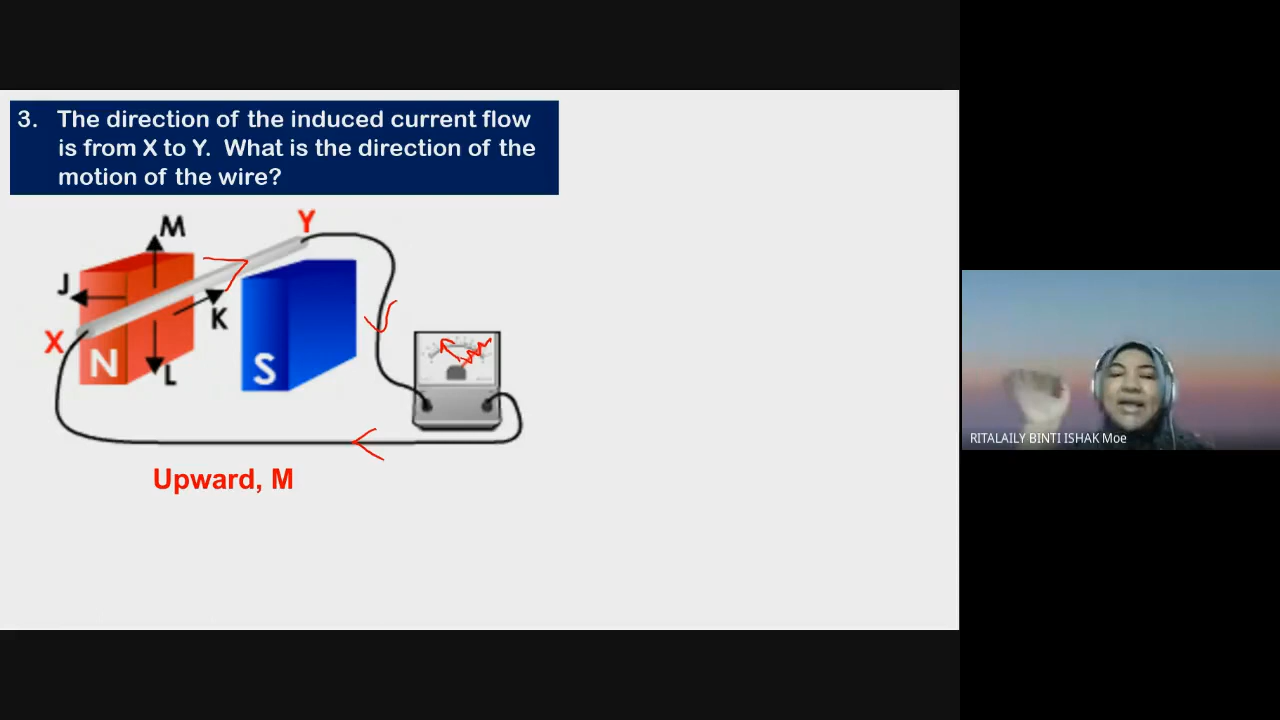 3. The direction of the induced current flow
is from X to Y. What is the direction of the
motion of the wire?
M
Y
J
K
X
N
L
S
Upward, M
RITALAILY BINTI ISHAK Moe